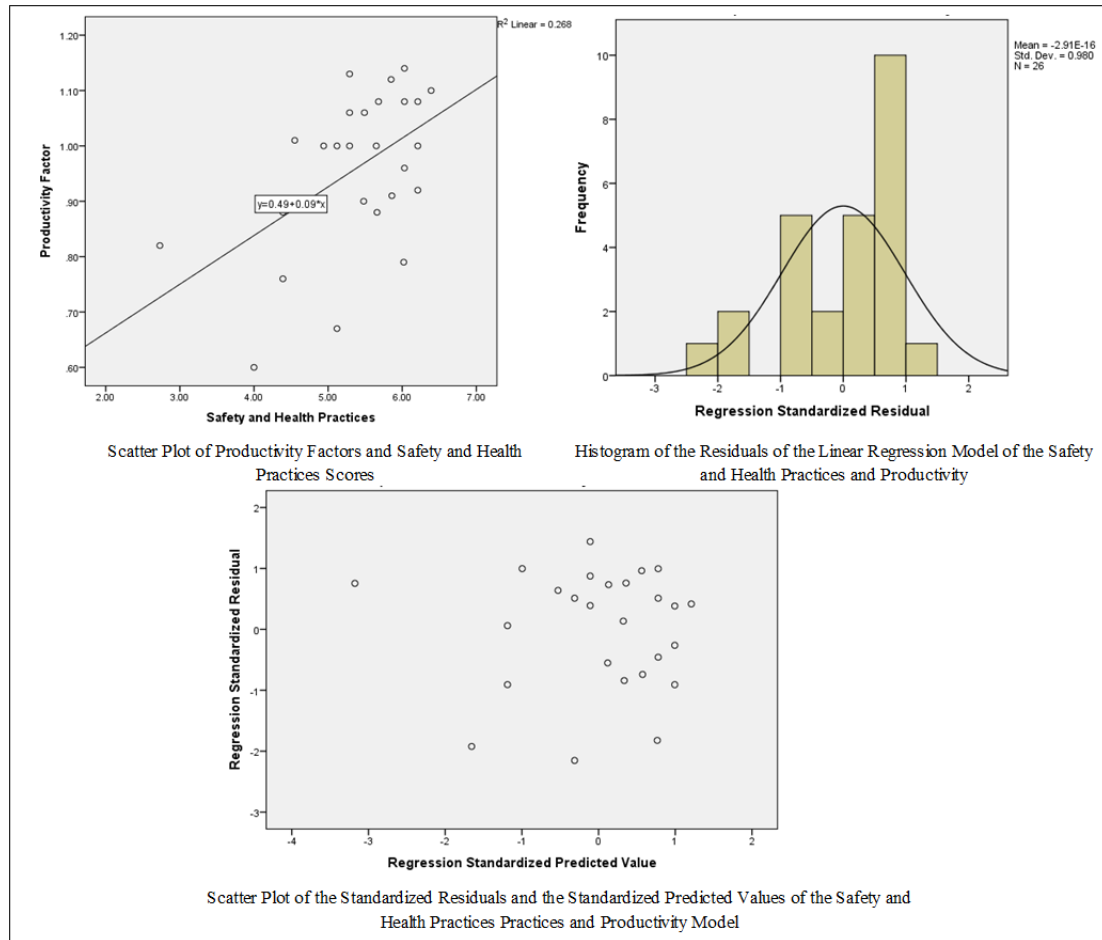 R² Linear = 0.268
1.20
1.10
1.00
.90
.80
.70
.60
Productivity Factor
y=0.49+0.09*x
2.00 3.00 4.00 5.00 6.00 7.00
Safety and Health Practices
Scatter Plot of Productivity Factors and Safety and Health
Practices Scores
Mean = -2.91E-16
Std. Dev. = 0.980
N = 26
10
8
6
4
2
0
Frequency
-3 -2 -1 0 1 2
Regression Standardized Residual
Histogram of the Residuals of the Linear Regression Model of the Safety
and Health Practices and Productivity
2
1
0
-1
-2
-3
Regression Standardized Residual
-4 -3 -2 -1 0 1 2
Regression Standardized Predicted Value
Scatter Plot of the Standardized Residuals and the Standardized Predicted Values of the Safety and
Health Practices Practices and Productivity Model